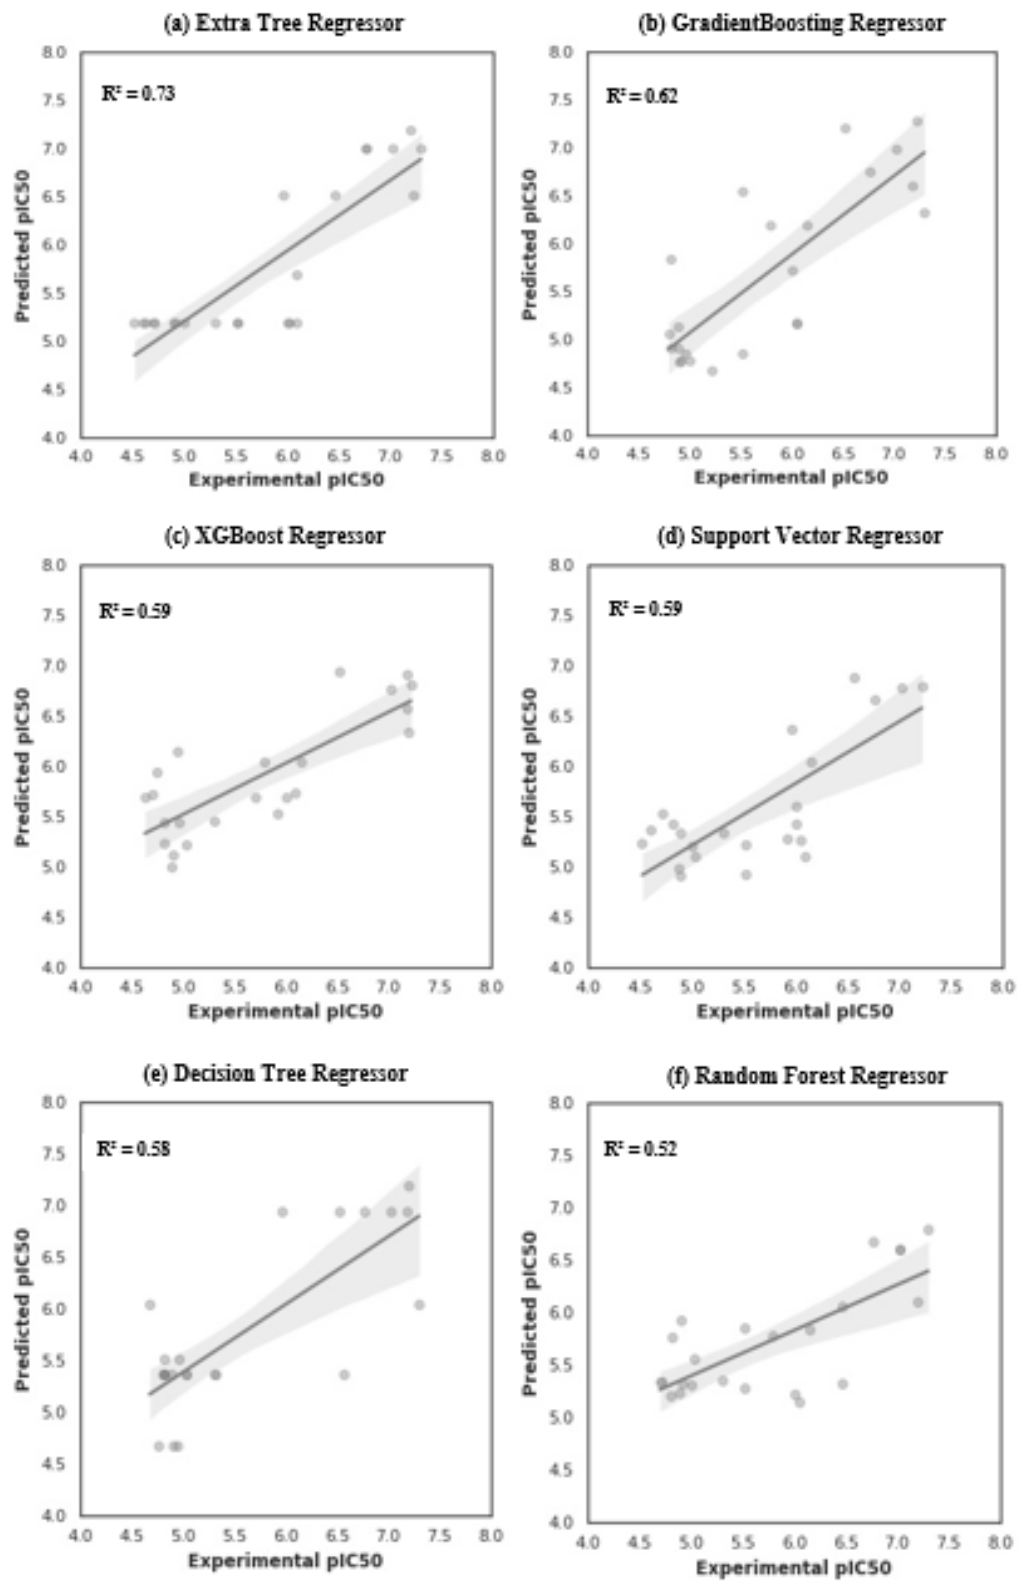 (a) Extra Tree Regressor
R² = 0.73
8.0
7.5
7.0
6.5
6.0
5.5
5.0
4.5
4.0
Predicted pIC50
4.0 4.5 5.0 5.5 6.0 6.5 7.0 7.5 8.0
Experimental pIC50
(b) GradientBoosting Regressor
R² = 0.62
8.0
7.5
7.0
6.5
6.0
5.5
5.0
4.5
4.0
Predicted pIC50
4.0 4.5 5.0 5.5 6.0 6.5 7.0 7.5 8.0
Experimental pIC50
(c) XGBoost Regressor
R² = 0.59
8.0
7.5
7.0
6.5
6.0
5.5
5.0
4.5
4.0
Predicted pIC50
4.0 4.5 5.0 5.5 6.0 6.5 7.0 7.5 8.0
Experimental pIC50
(d) Support Vector Regressor
R² = 0.59
8.0
7.5
7.0
6.5
6.0
5.5
5.0
4.5
4.0
Predicted pIC50
4.0 4.5 5.0 5.5 6.0 6.5 7.0 7.5 8.0
Experimental pIC50
(e) Decision Tree Regressor
R² = 0.58
8.0
7.5
7.0
6.5
6.0
5.5
5.0
4.5
4.0
Predicted pIC50
4.0 4.5 5.0 5.5 6.0 6.5 7.0 7.5 8.0
Experimental pIC50
(f) Random Forest Regressor
R² = 0.52
8.0
7.5
7.0
6.5
6.0
5.5
5.0
4.5
4.0
Predicted pIC50
4.0 4.5 5.0 5.5 6.0 6.5 7.0 7.5 8.0
Experimental pIC50